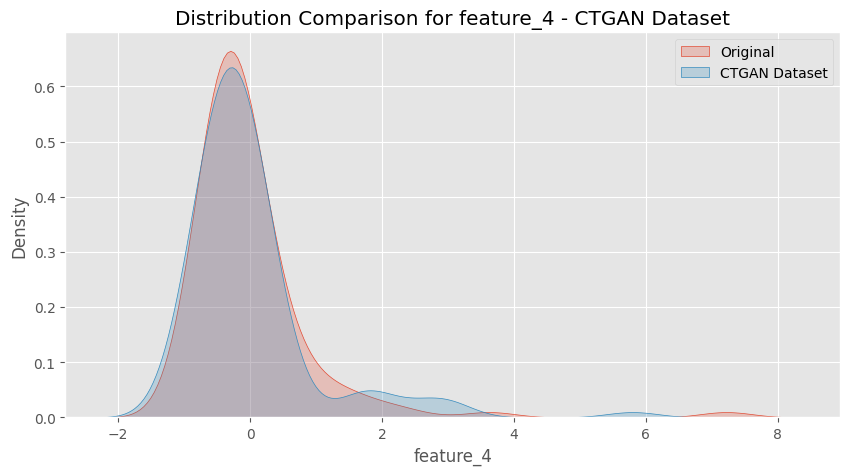 Distribution Comparison for feature_4 - CTGAN Dataset
Original
CTGAN Dataset
Density
0.6
0.5
0.4
0.3
0.2
0.1
0.0
−2
0
2
4
6
8
feature_4